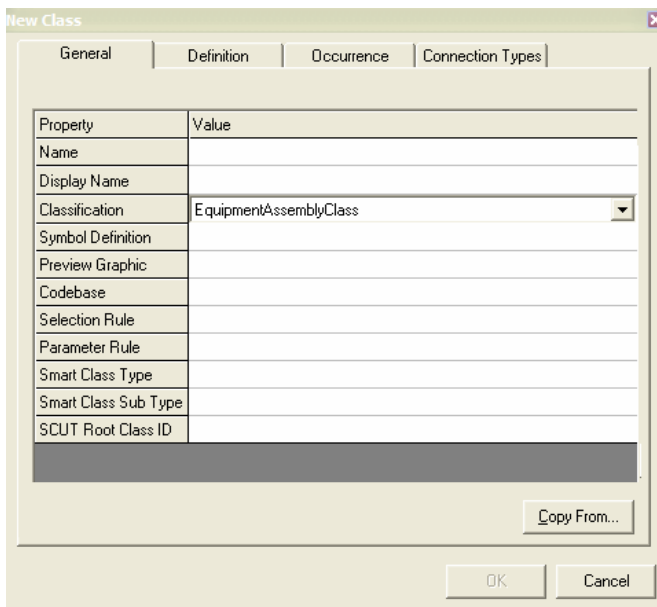 New Class
General Definition Occurrence Connection Types
Property Value
Name
Display Name
Classification EquipmentAssemblyClass
Symbol Definition
Preview Graphic
Codebase
Selection Rule
Parameter Rule
Smart Class Type
Smart Class Sub Type
SCUT Root Class ID
Copy From...
OK Cancel